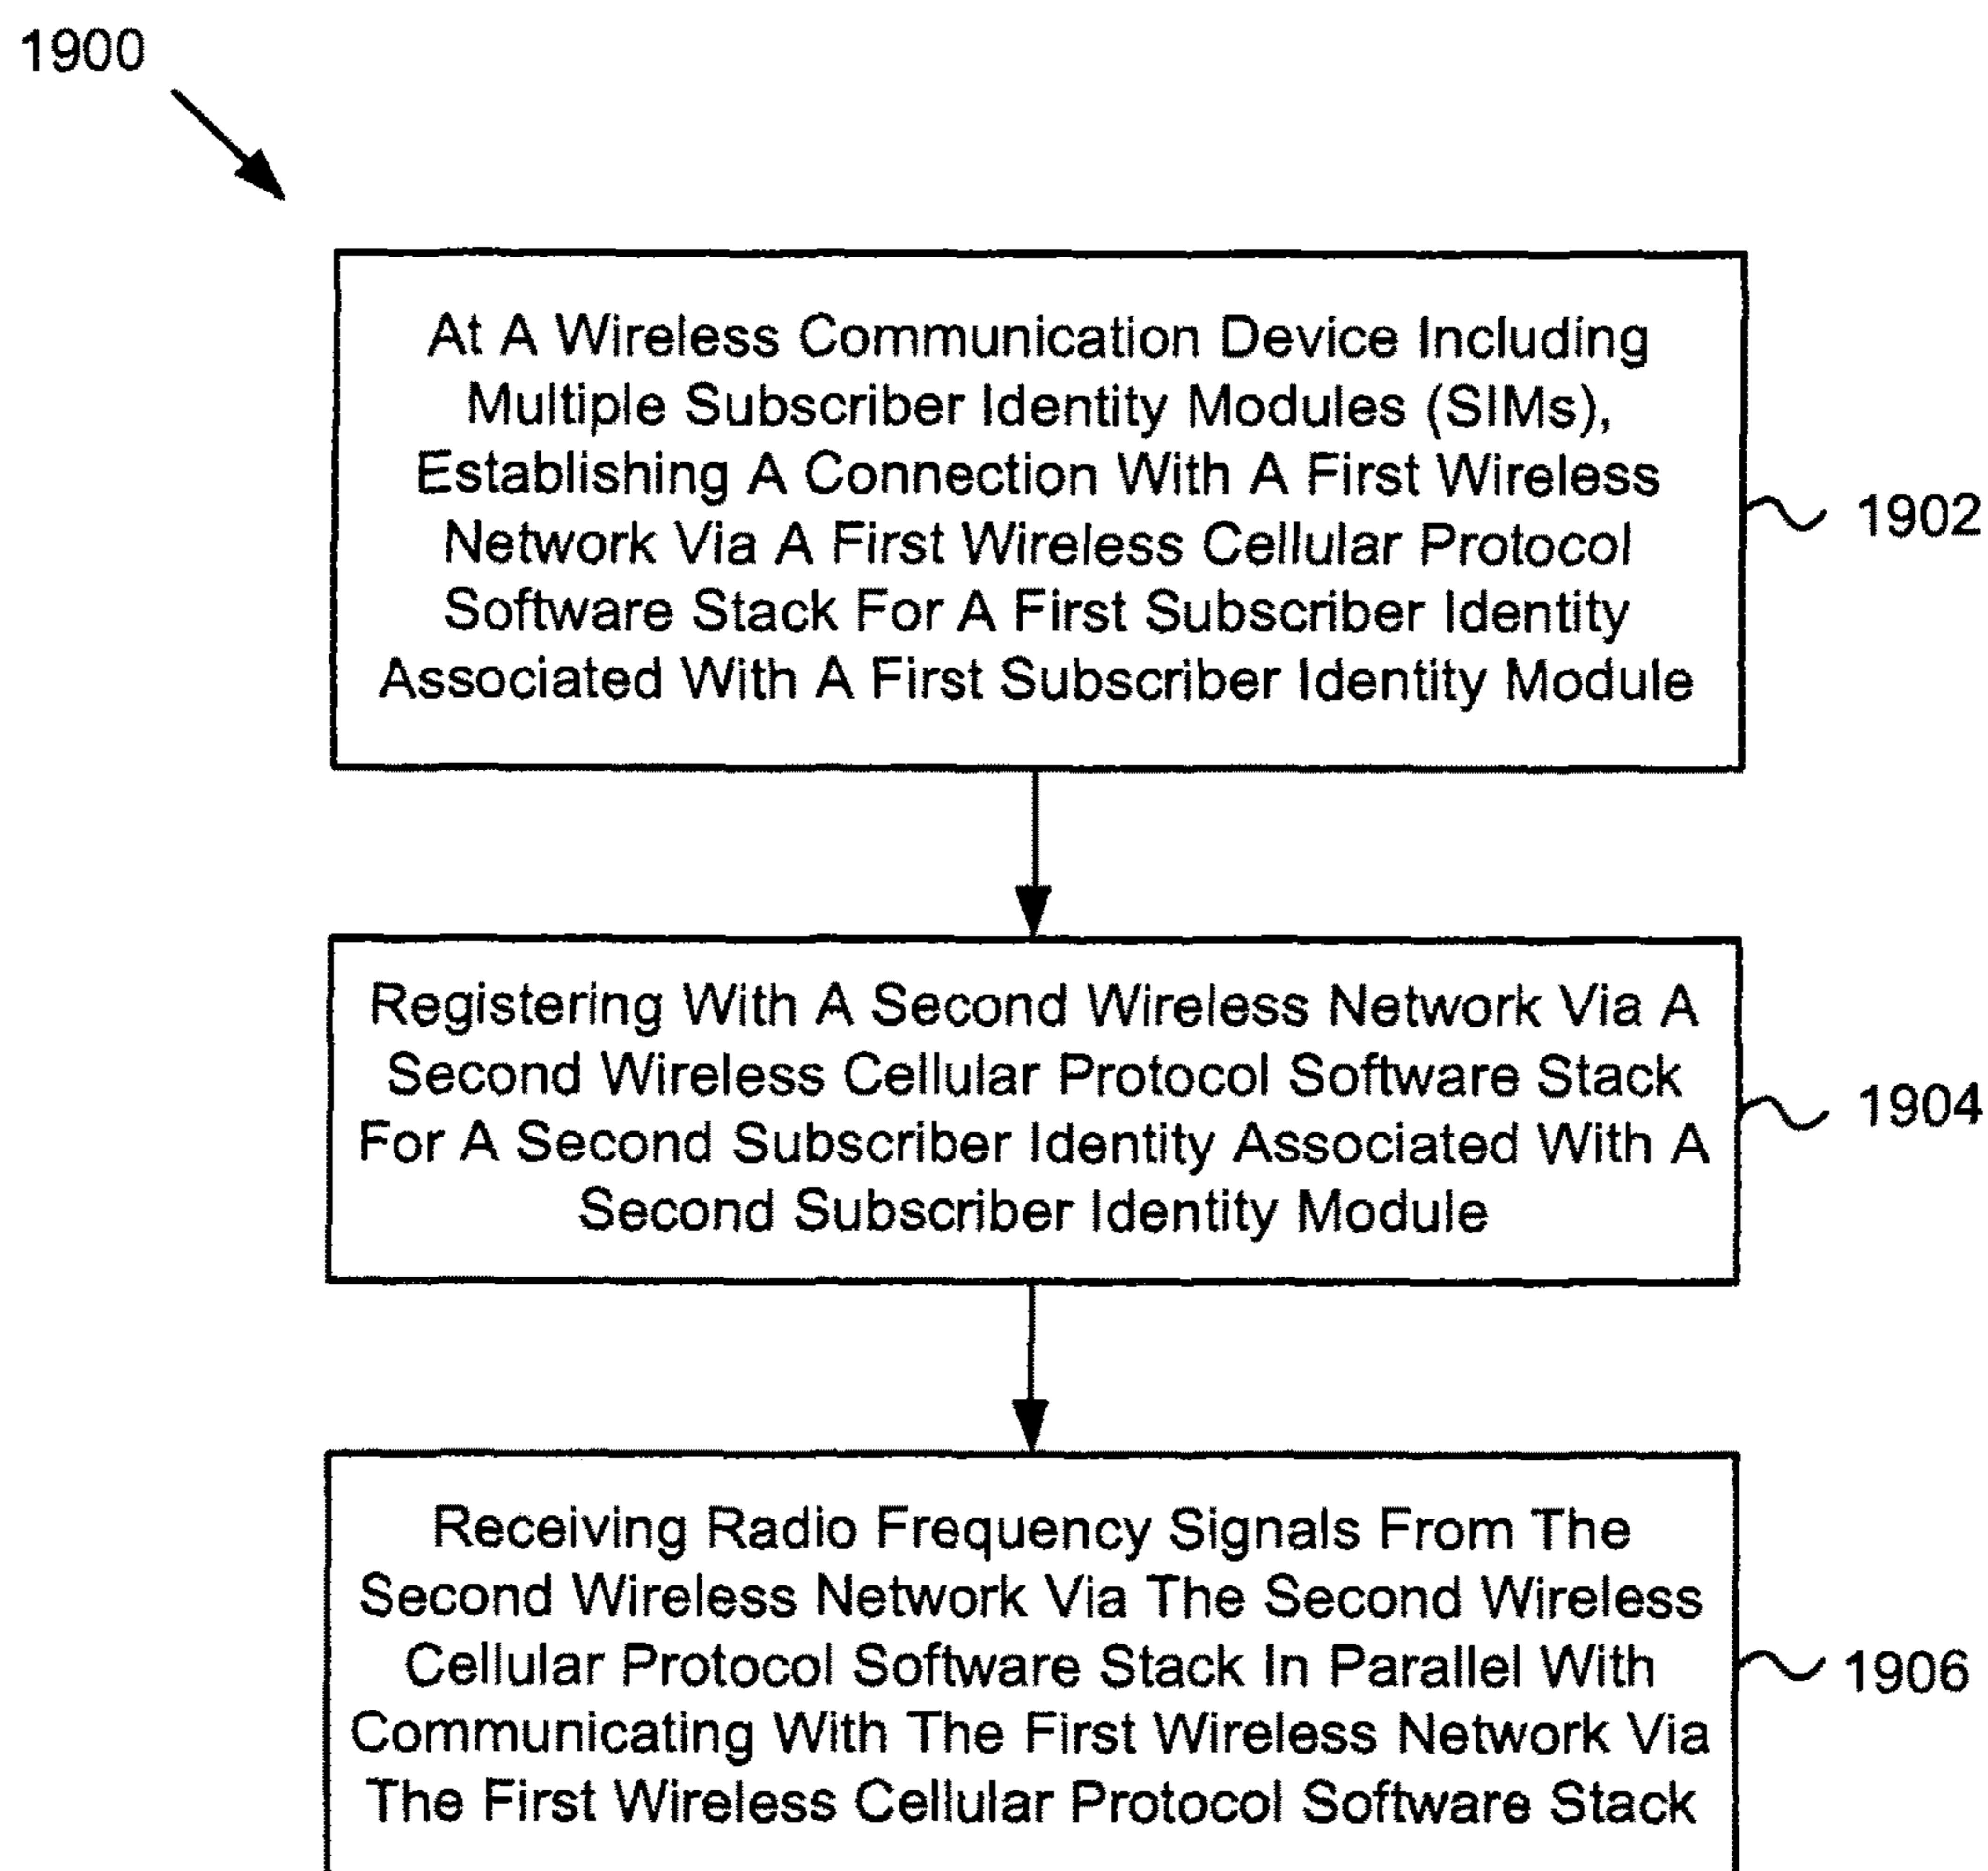 1900
At A Wireless Communication Device Including
Multiple Subscriber Identity Modules (SIMs),
Establishing A Connection With A First Wireless
Network Via A First Wireless Cellular Protocol
Software Stack For A First Subscriber Identity
Associated With A First Subscriber Identity Module
1902
Registering With A Second Wireless Network Via A
Second Wireless Cellular Protocol Software Stack
For A Second Subscriber Identity Associated With A
Second Subscriber Identity Module
1904
Receiving Radio Frequency Signals From The
Second Wireless Network Via The Second Wireless
Cellular Protocol Software Stack In Parallel With
Communicating With The First Wireless Network Via
The First Wireless Cellular Protocol Software Stack
1906